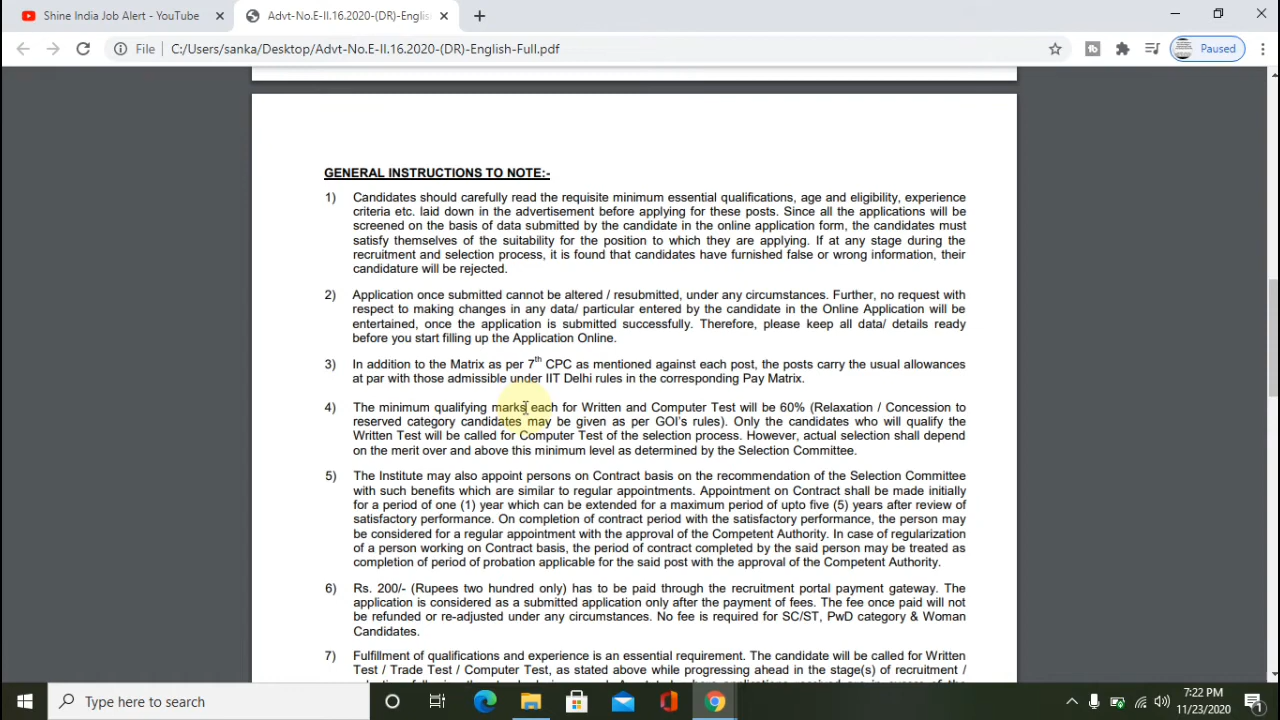 Shine India Job Alert - YouTube
Advt-No.E-II.16.2020-(DR)-Englis
File
C:/Users/sanka/Desktop/Advt-No.E-II.16.2020-(DR)-English-Full.pdf
Paused
GENERAL INSTRUCTIONS TO NOTE:-
1) Candidates should carefully read the requisite minimum essential qualifications, age and eligibility, experience
criteria etc. laid down in the advertisement before applying for these posts. Since all the applications will be
screened on the basis of data submitted by the candidate in the online application form, the candidates must
satisfy themselves of the suitability for the position to which they are applying. If at any stage during the
recruitment and selection process, it is found that candidates have furnished false or wrong information, their
candidature will be rejected.
2) Application once submitted cannot be altered / resubmitted, under any circumstances. Further, no request with
respect to making changes in any data/ particular entered by the candidate in the Online Application will be
entertained, once the application is submitted successfully. Therefore, please keep all data/ details ready
before you start filling up the Application Online.
3) In addition to the Matrix as per 7th CPC as mentioned against each post, the posts carry the usual allowances
at par with those admissible under IIT Delhi rules in the corresponding Pay Matrix.
4) The minimum qualifying marks each for Written and Computer Test will be 60% (Relaxation / Concession to
reserved category candidates may be given as per GOI's rules). Only the candidates who will qualify the
Written Test will be called for Computer Test of the selection process. However, actual selection shall depend
on the merit over and above this minimum level as determined by the Selection Committee.
5) The Institute may also appoint persons on Contract basis on the recommendation of the Selection Committee
with such benefits which are similar to regular appointments. Appointment on Contract shall be made initially
for a period of one (1) year which can be extended for a maximum period of upto five (5) years after review of
satisfactory performance. On completion of contract period with the satisfactory performance, the person may
be considered for a regular appointment with the approval of the Competent Authority. In case of regularization
of a person working on Contract basis, the period of contract completed by the said person may be treated as
completion of period of probation applicable for the said post with the approval of the Competent Authority.
6) Rs. 200/- (Rupees two hundred only) has to be paid through the recruitment portal payment gateway. The
application is considered as a submitted application only after the payment of fees. The fee once paid will not
be refunded or re-adjusted under any circumstances. No fee is required for SC/ST, PwD category & Woman
Candidates.
7) Fulfillment of qualifications and experience is an essential requirement. The candidate will be called for Written
Test / Trade Test / Computer Test, as stated above while progressing ahead in the stage(s) of recruitment /
Type here to search
7:22 PM
11/23/2020